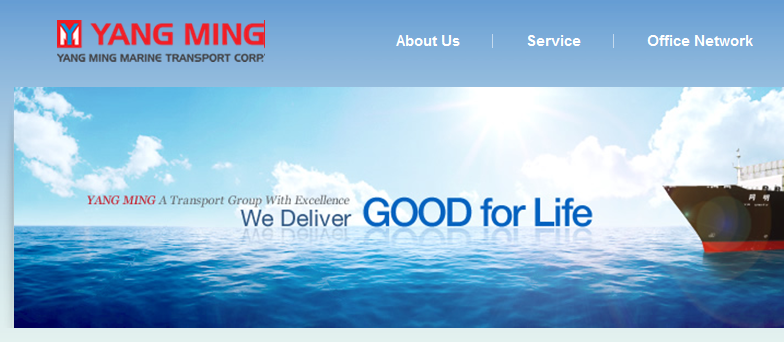 YANG MING
YANG MING MARINE TRANSPORT CORP.
About Us
Service
Office Network
YANG MING A Transport Group With Excellence
We Deliver GOOD for Life
明